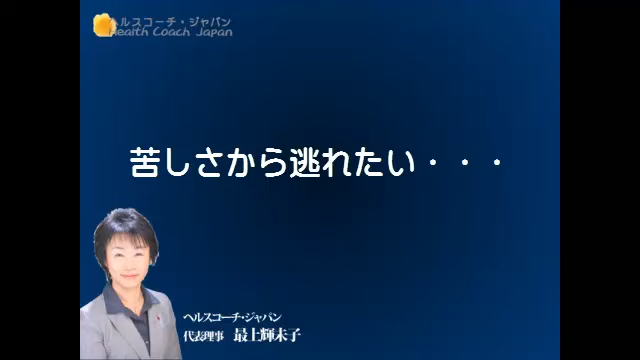 ヘルスコーチ・ジャパン
Health Coach Japan
苦しさから逃れたい・・・
ヘルスコーチ・ジャパン
代表理事 最上輝未子